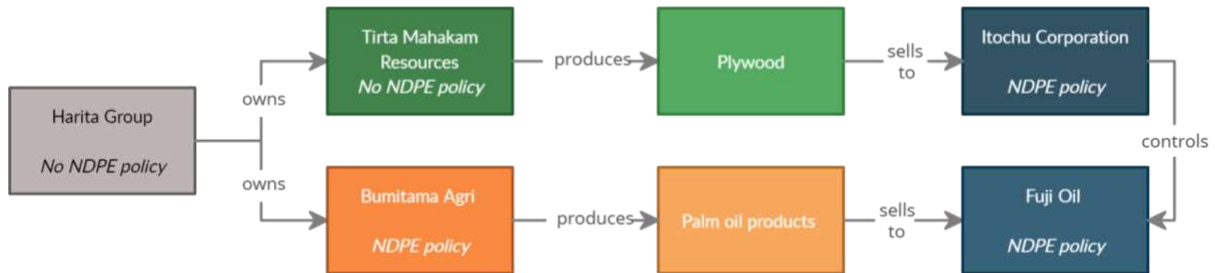 Harita Group
No NDPE policy
owns
owns
Tirta Mahakam
Resources
No NDPE policy
produces
Plywood
sells
to
Itochu Corporation
NDPE policy
controls
Bumitama Agri
NDPE policy
produces
Palm oil products
sells
to
Fuji Oil
NDPE policy